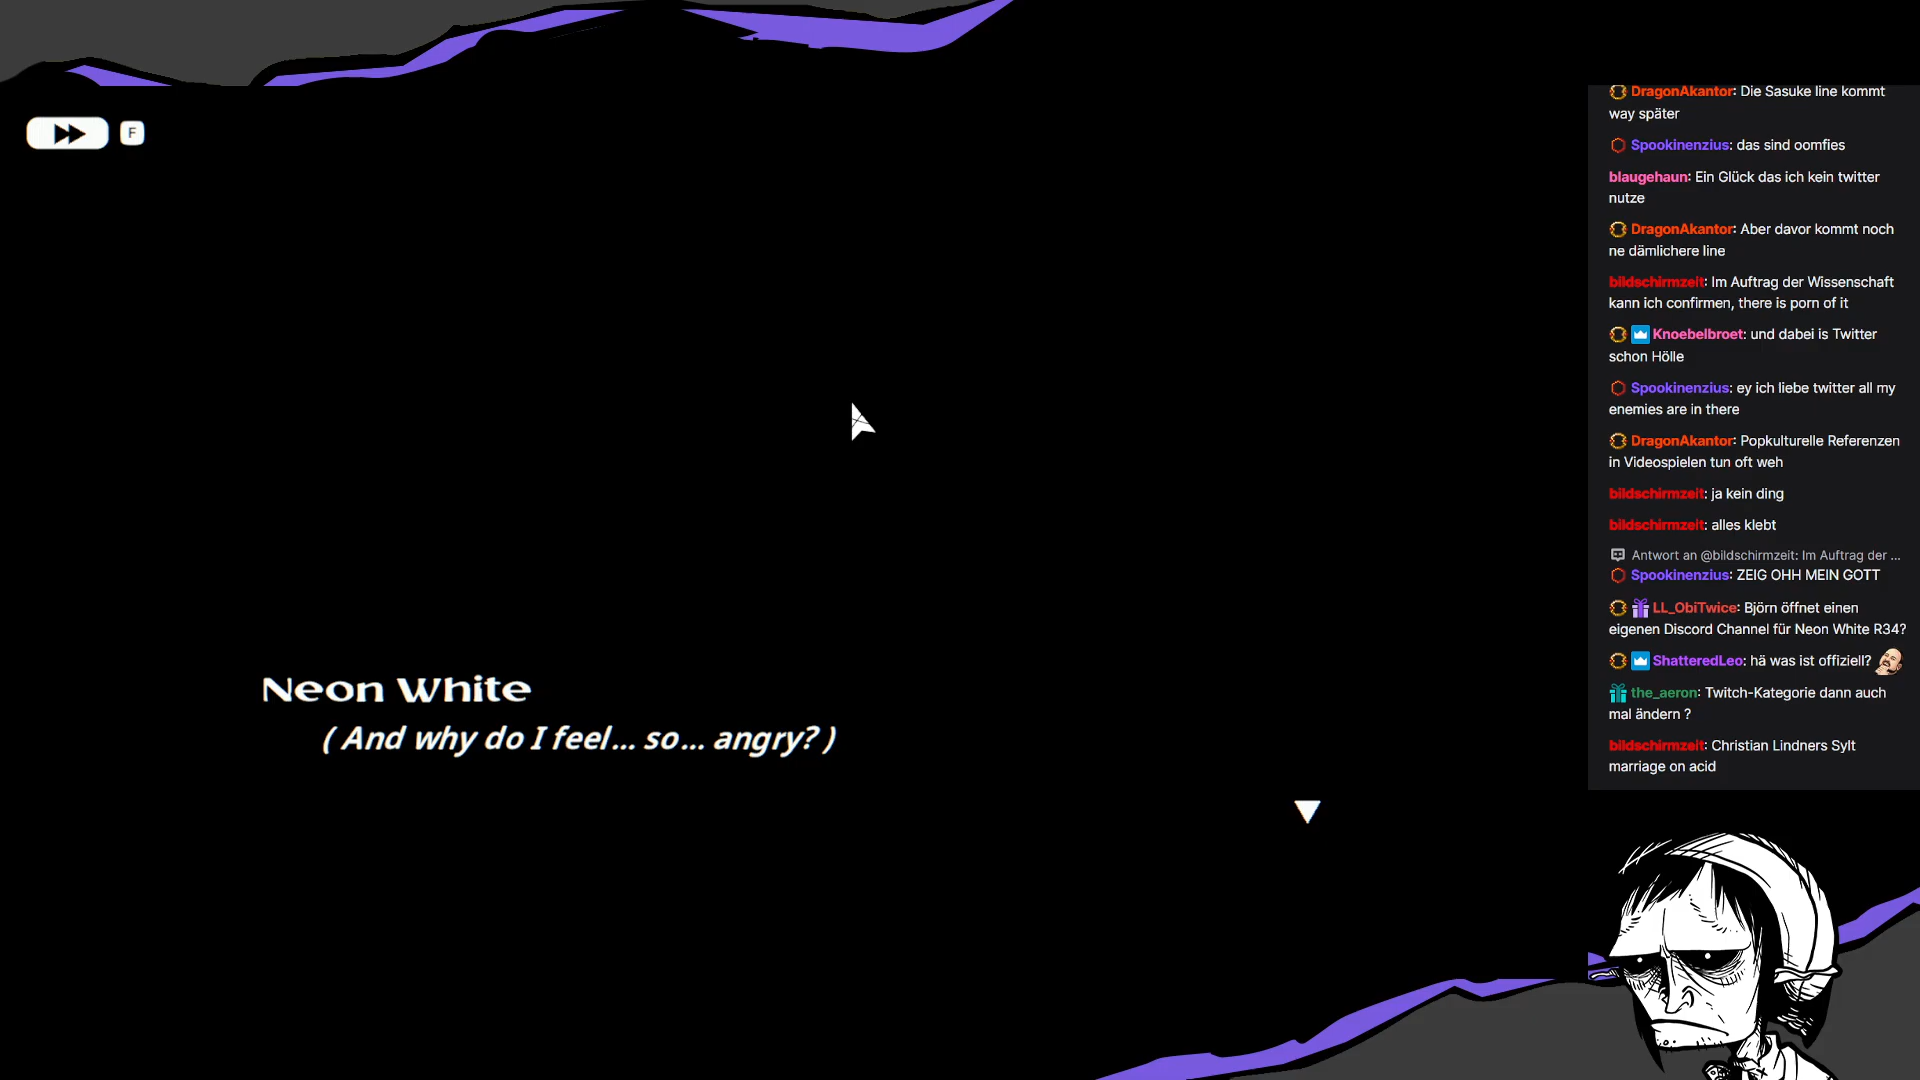 F
Neon White
( And why do I feel... so... angry? )
DragonAkantor: Die Sasuke line kommt
way später
Spookinenzius: das sind oomfies
blaugehaun: Ein Glück das ich kein twitter
nutze
DragonAkantor: Aber davor kommt noch
ne dämlichere line
bildschirmzeit: Im Auftrag der Wissenschaft
kann ich confirmen, there is porn of it
Knoebelbroet: und dabei is Twitter
schon Hölle
Spookinenzius: ey ich liebe twitter all my
enemies are in there
DragonAkantor: Popkulturelle Referenzen
in Videospielen tun oft weh
bildschirmzeit: ja kein ding
bildschirmzeit: alles klebt
Antwort an @bildschirmzeit: Im Auftrag der ...
Spookinenzius: ZEIG OHH MEIN GOTT
LL_ObiTwice: Björn öffnet einen
eigenen Discord Channel für Neon White R34?
ShatteredLeo: hä was ist offiziell?
the_aeron: Twitch-Kategorie dann auch
mal ändern ?
bildschirmzeit: Christian Lindners Sylt
marriage on acid